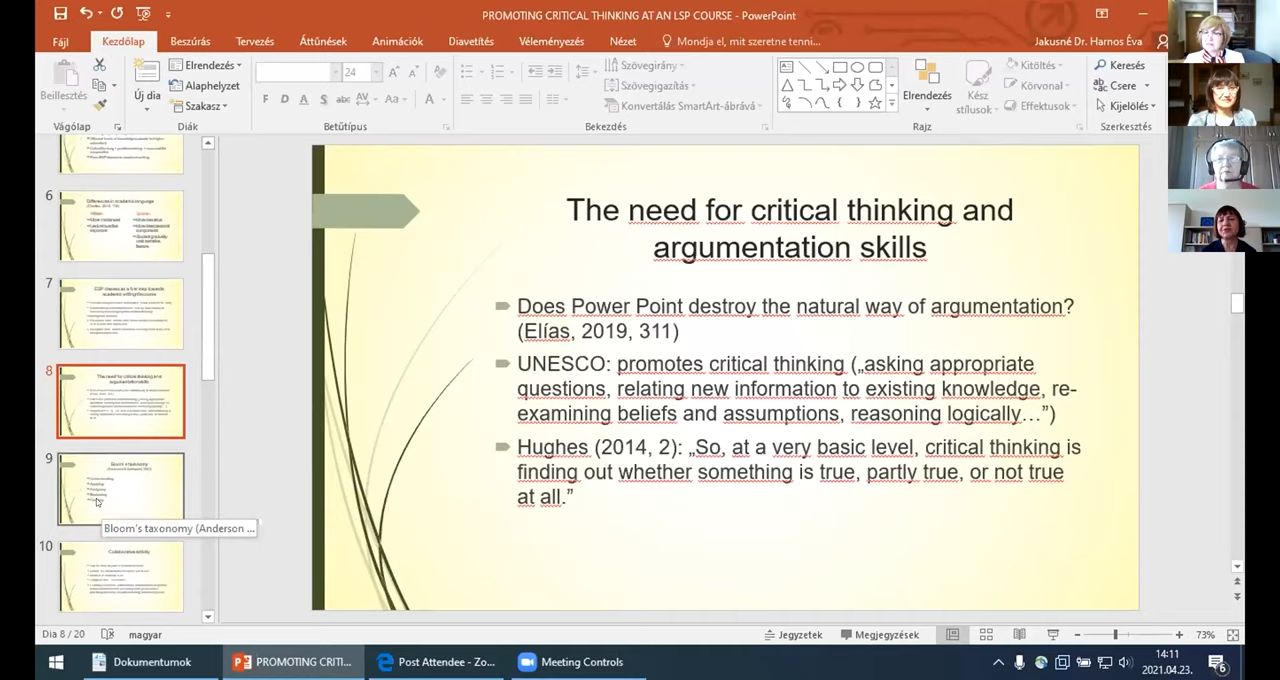 PROMOTING CRITICAL THINKING AT AN LSP COURSE - PowerPoint
Fájl Kezdőlap Beszúrás Tervezés Áttűnések Animációk Diavetítés Véleményezés Nézet Mondja el, mit szeretne tenni... Jakusné Dr. Harnos Éva
Beillesztés
Vágólap
Új dia
Elrendezés
Alaphelyzet
Szakasz
Diák
24
F D A S abc AV Aa A
Betűtípus
Szövegirány
Szövegigazítás
Konvertálás SmartArt-ábrává
Bekezdés
Elrendezés
Kész stílusok
Kitöltés
Körvonal
Effektusok
Rajz
Keresés
Csere
Kijelölés
Szerkesztés
6
7
8
9
Bloom's taxonomy (Anderson ...
10
Collaborative activity
The need for critical thinking and
argumentation skills
Does Power Point destroy the natural way of argumentation?
(Elías, 2019, 311)
UNESCO: promotes critical thinking („asking appropriate
questions, relating new information to existing knowledge, re-
examining beliefs and assumptions, reasoning logically…”)
Hughes (2014, 2): „So, at a very basic level, critical thinking is
finding out whether something is true, partly true, or not true
at all.”
Dia 8 / 20 magyar Jegyzetek Megjegyzések 73%
Dokumentumok PROMOTING CRITI... Post Attendee - Zo... Meeting Controls
14:11
2021.04.23.
6